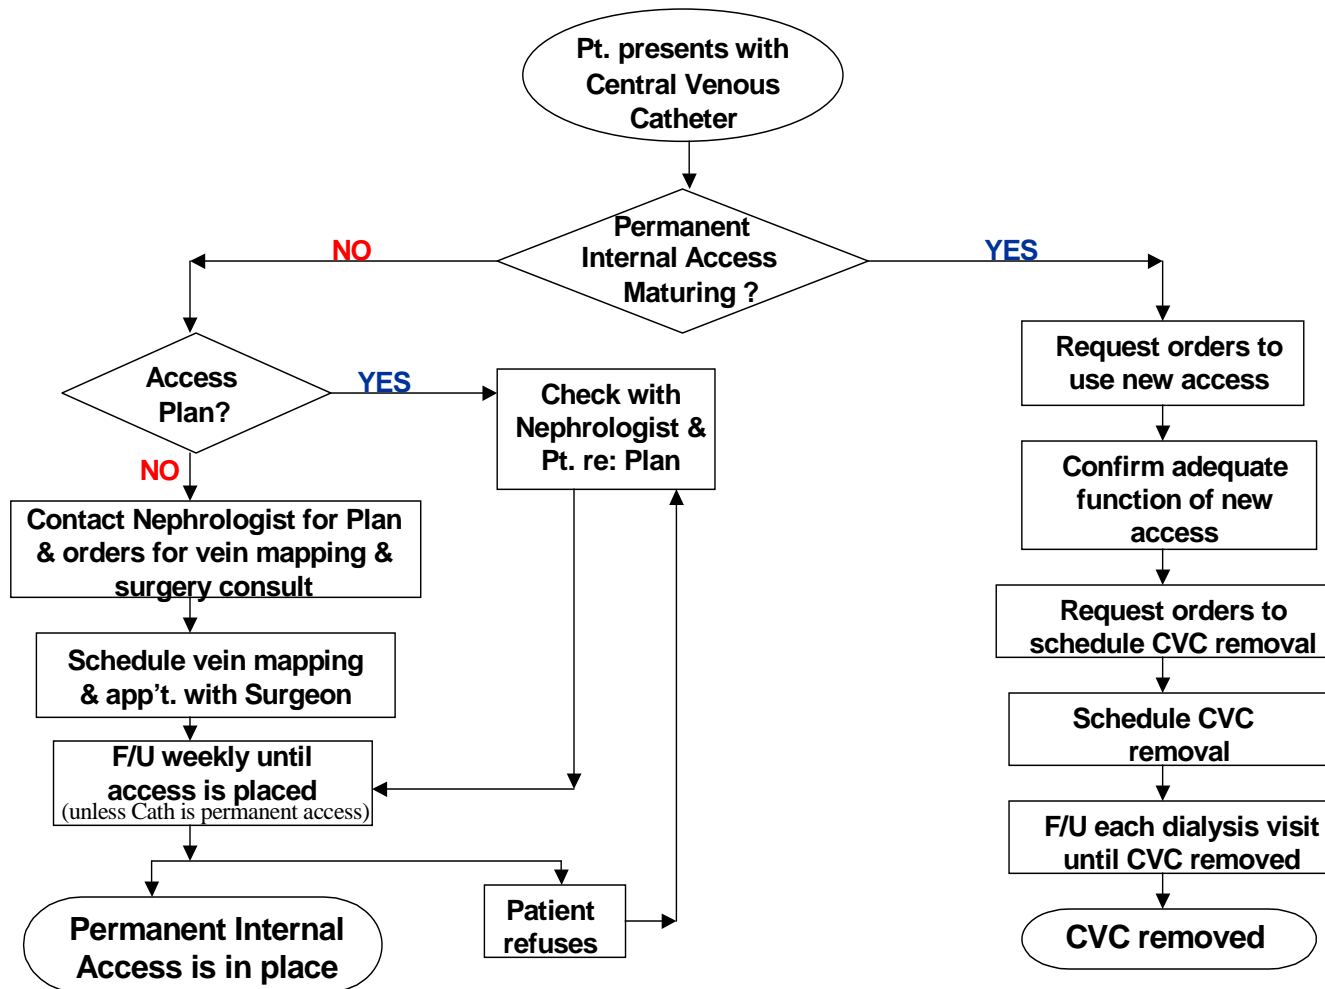 Pt. presents with
Central Venous
Catheter
Permanent
Internal Access
Maturing ?
NO
YES
Access
Plan?
YES
NO
Check with
Nephrologist &
Pt. re: Plan
Contact Nephrologist for Plan
& orders for vein mapping &
surgery consult
Schedule vein mapping
& app't. with Surgeon
F/U weekly until
access is placed
(unless Cath is permanent access)
Permanent Internal
Access is in place
Patient
refuses
Request orders to
use new access
Confirm adequate
function of new
access
Request orders to
schedule CVC removal
Schedule CVC
removal
F/U each dialysis visit
until CVC removed
CVC removed